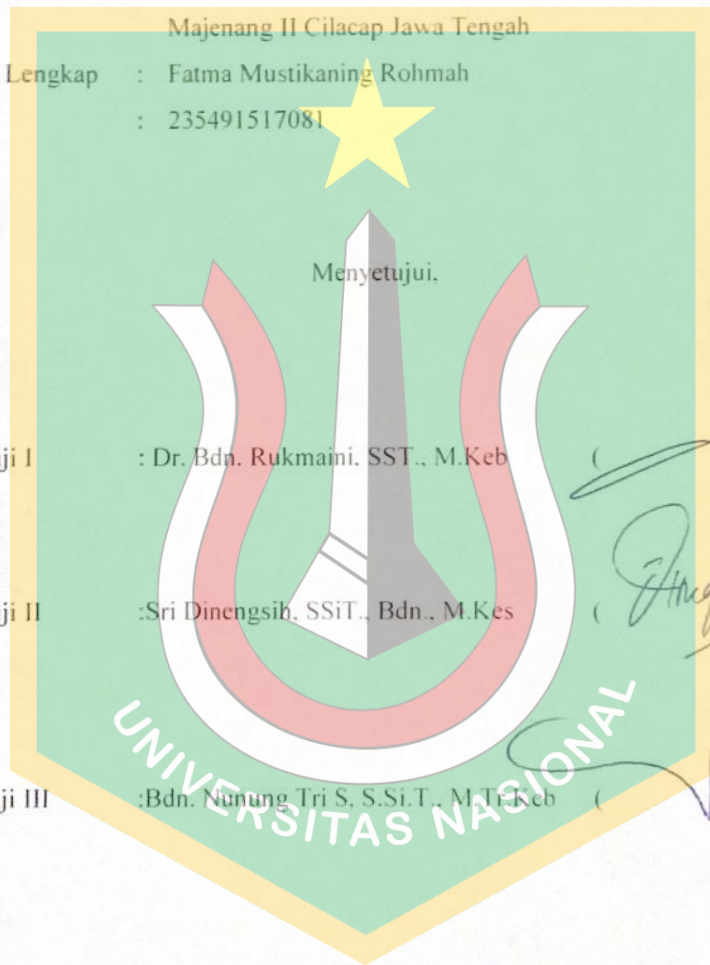 Majenang II Cilacap Jawa Tengah
Lengkap : Fatma Mustikaning Rohmah
: 235491517081
Menyetujui,
ji I : Dr. Bdn. Rukmaini, SST., M.Keb (
ji II :Sri Dinengsih, SSiT., Bdn., M.Kes (
ji III :Bdn. Nunung Tri S, S.Si.T., M.Tr-Keb (
UNIVERSITAS NASIONAL